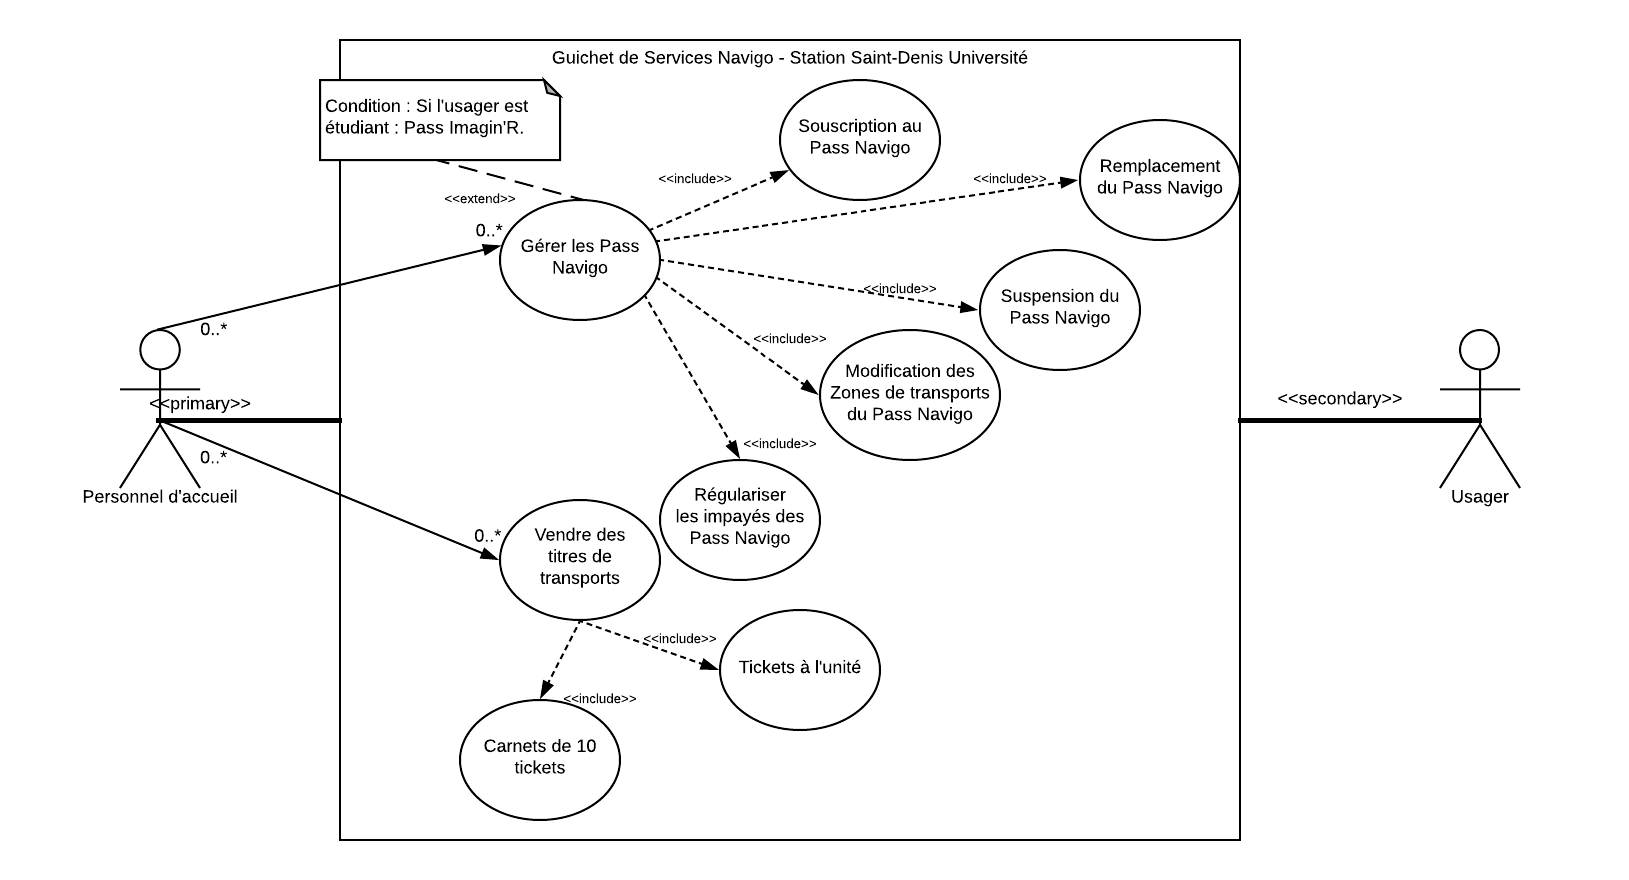 Guichet de Services Navigo - Station Saint-Denis Université
Condition : Si l'usager est
étudiant : Pass Imagin'R.
Souscription au
Pass Navigo
Remplacement
du Pass Navigo
<<include>>
<<include>>
<<extend>>
0..*
Gérer les Pass
Navigo
<<include>>
Suspension du
Pass Navigo
0..*
<<include>>
Modification des
Zones de transports
du Pass Navigo
<<primary>>
<<secondary>>
<<include>>
0..*
Personnel d'accueil
Usager
Régulariser
les impayés des
Pass Navigo
0..*
Vendre des
titres de
transports
<<include>>
Tickets à l'unité
<<include>>
Carnets de 10
tickets